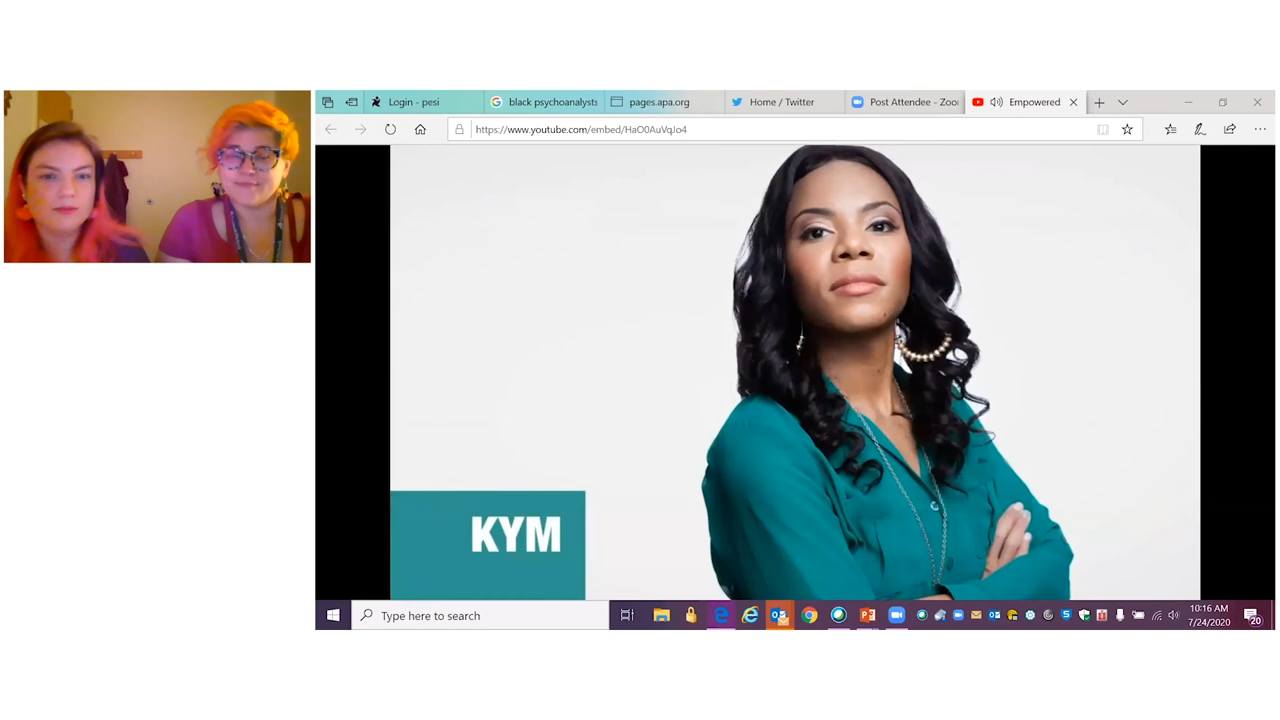 Login - pesi
black psychoanalysts
pages.apa.org
Home / Twitter
Post Attendee - Zoo
Empowered
https://www.youtube.com/embed/HaO0AuVqJo4
KYM
Type here to search
10:16 AM
7/24/2020
20